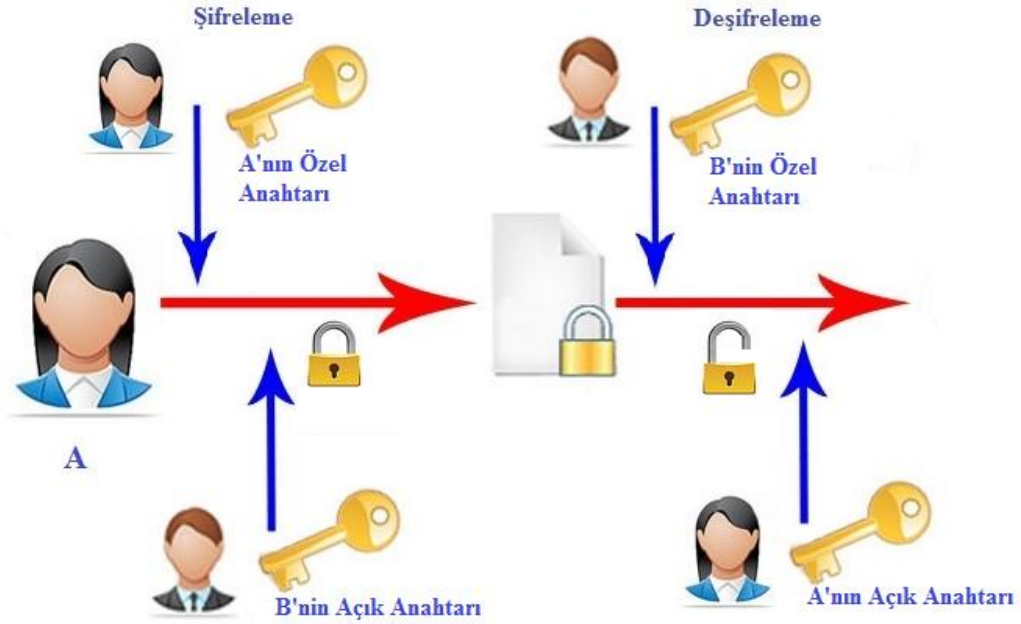 Şifreleme
Deşifreleme
A'nın Özel
Anahtarı
B'nin Özel
Anahtarı
A
B'nin Açık Anahtarı
A'nın Açık Anahtarı